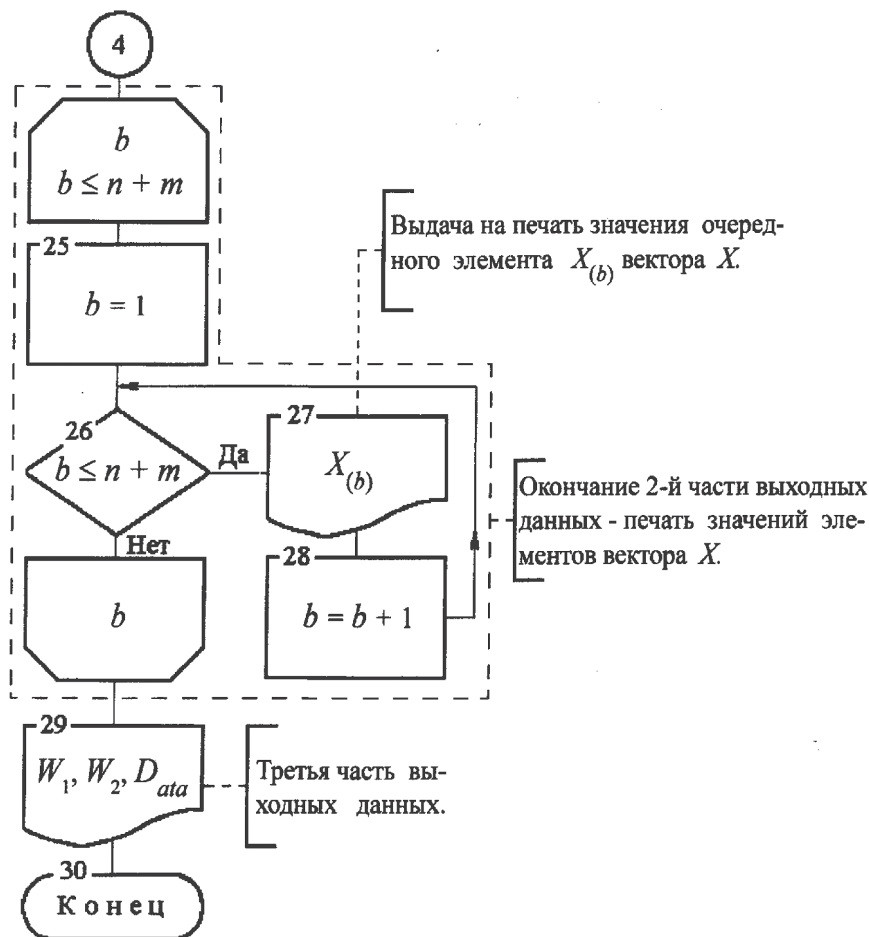 4
b
b ≤ n + m
25
b = 1
Выдача на печать значения очеред-
ного элемента X(b) вектора X.
26
b ≤ n + m
Да
27
X(b)
Нет
28
b = b + 1
b
Окончание 2-й части выходных
данных - печать значений эле-
ментов вектора X.
29
W1, W2, Data
Третья часть вы-
ходных данных.
30
Конец